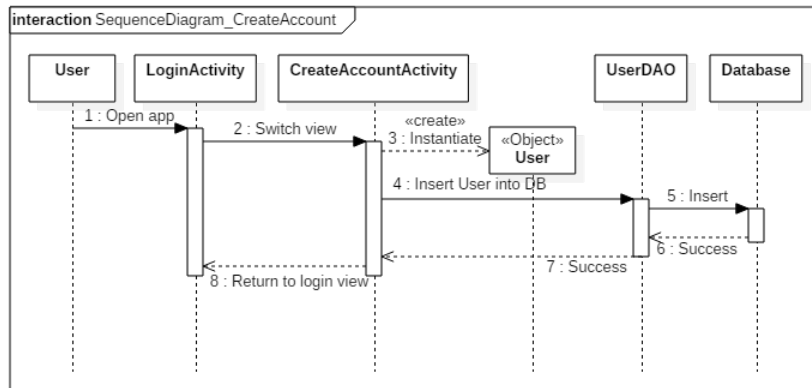 interaction SequenceDiagram_CreateAccount
User
LoginActivity
CreateAccountActivity
UserDAO
Database
1 : Open app
2 : Switch view
«create»
3 : Instantiate
«Object»
User
4 : Insert User into DB
5 : Insert
6 : Success
7 : Success
8 : Return to login view